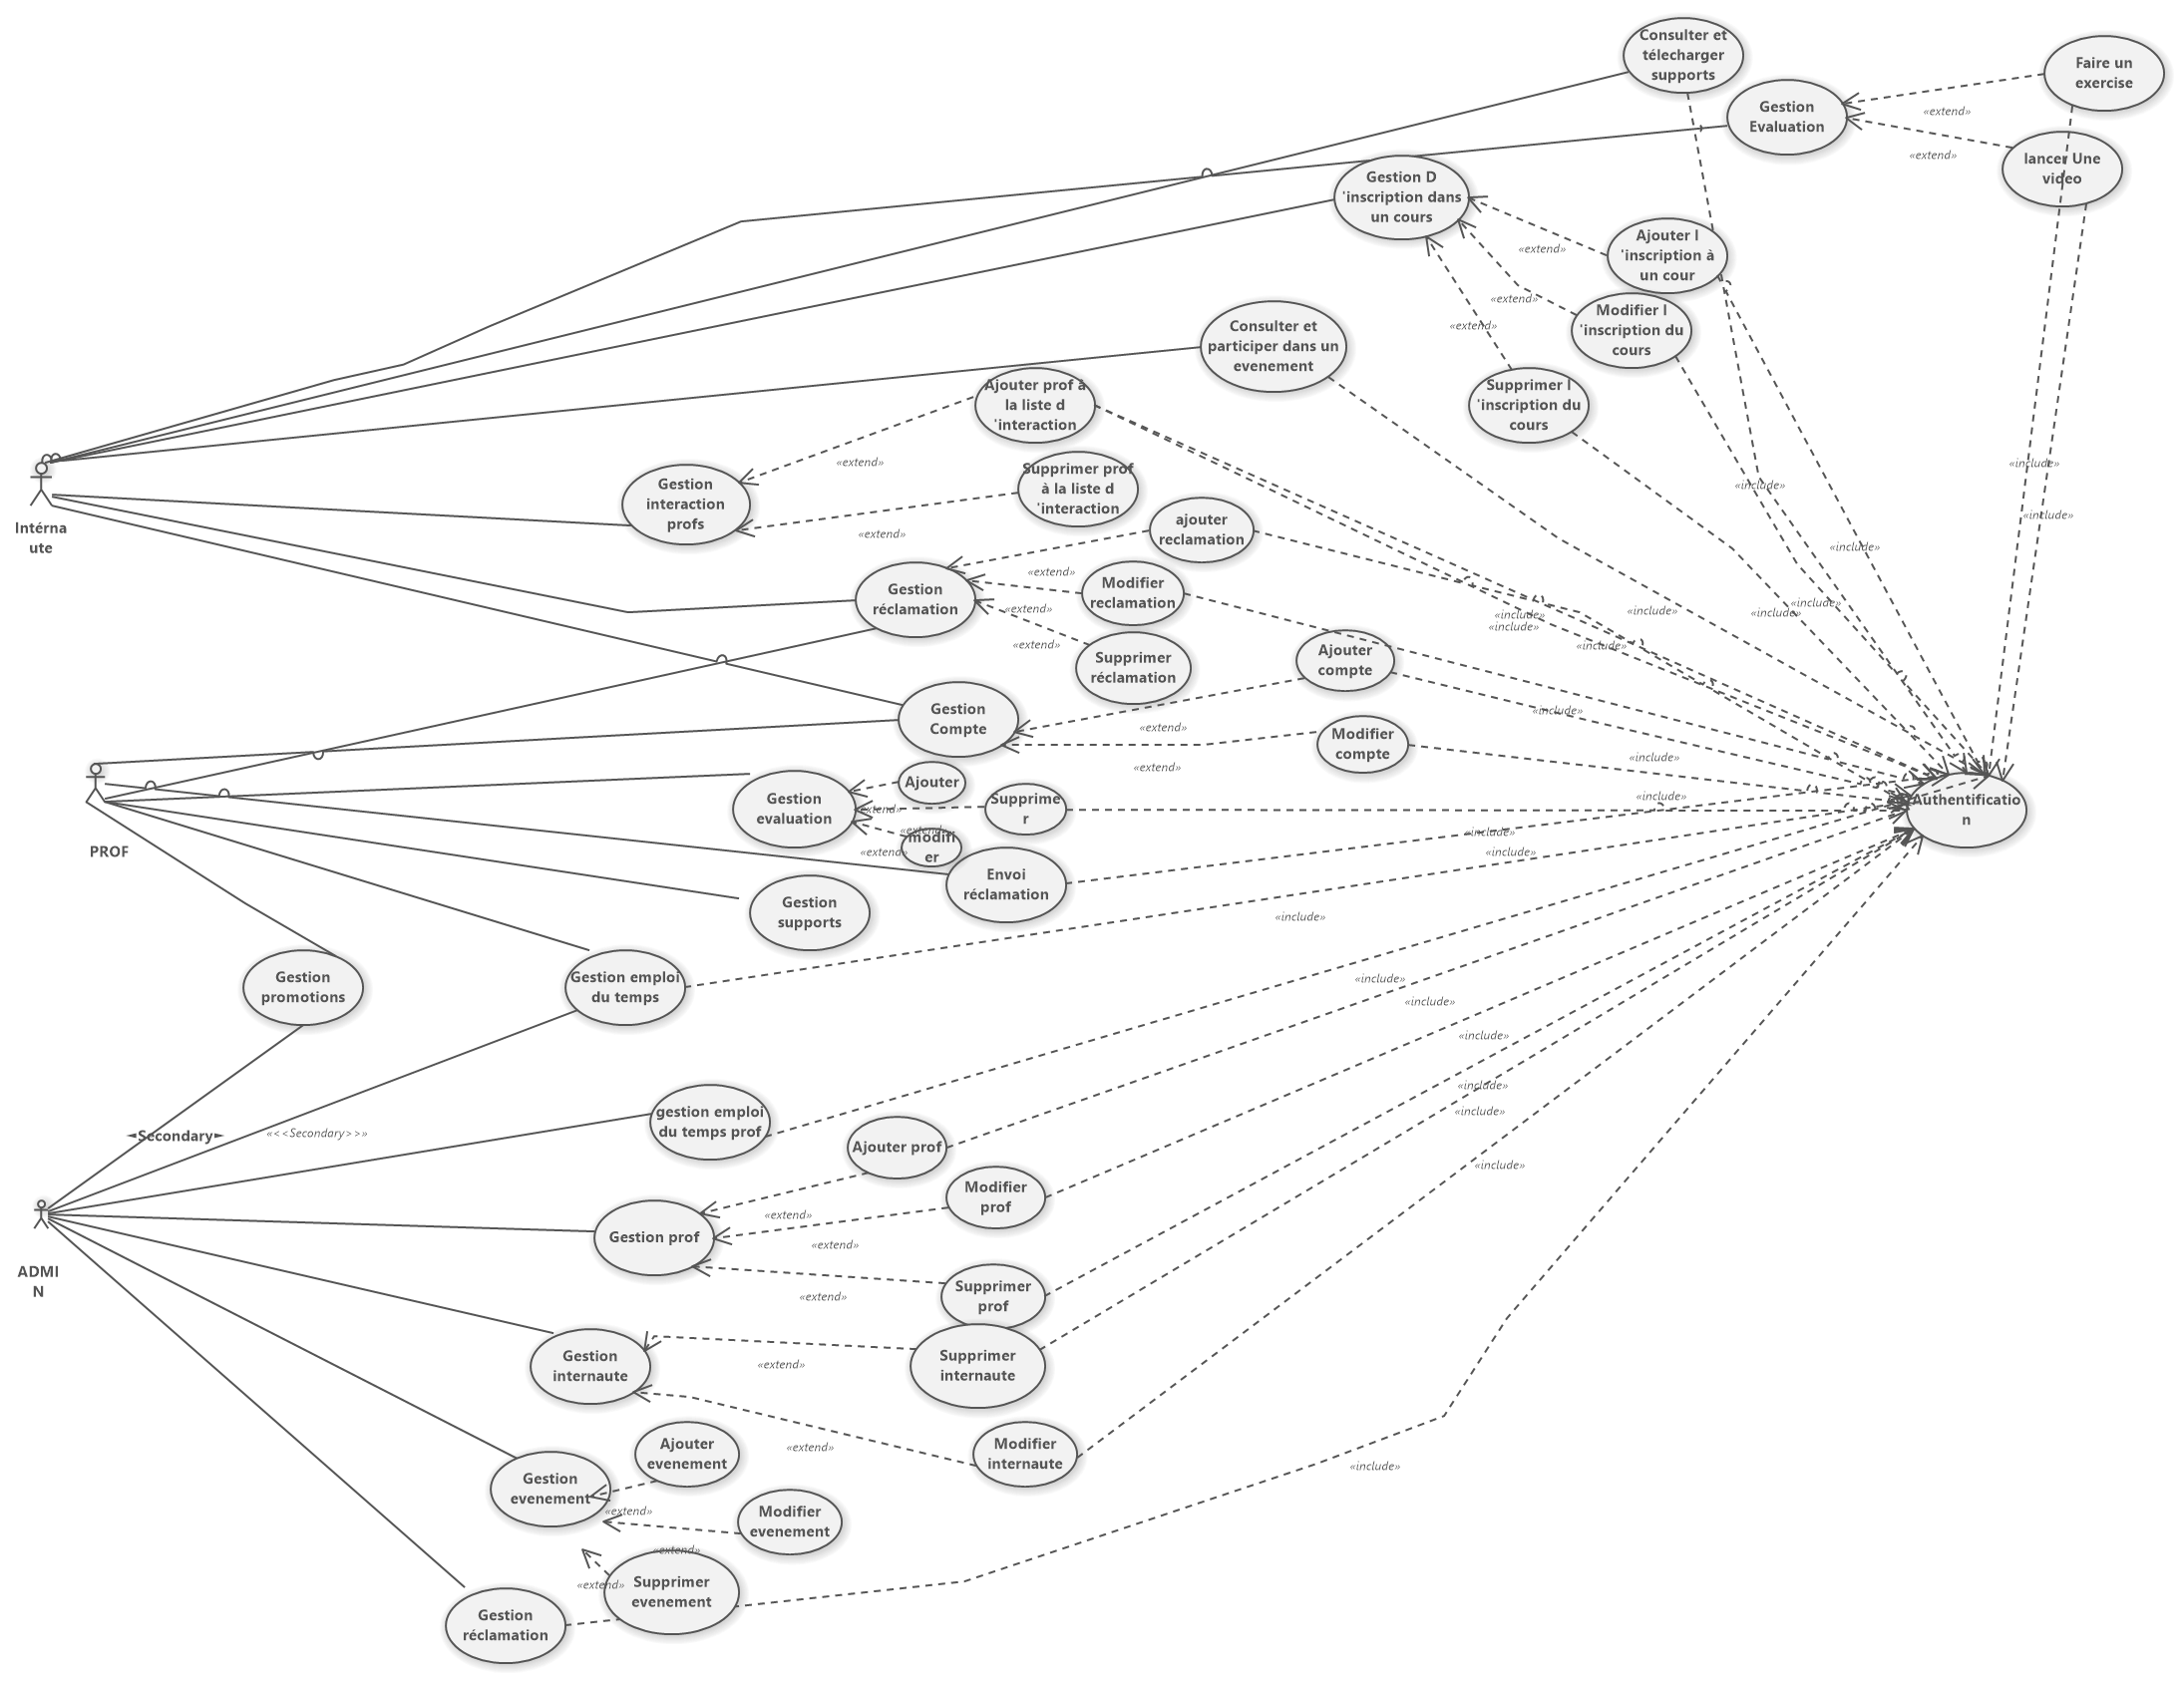 Consulter et
télecharger
supports
Faire un
exercise
Gestion
Evaluation
«extend»
«extend»
lancer Une
video
Gestion D
'inscription dans
un cours
Ajouter l
'inscription à
un cour
«extend»
«extend»
Modifier l
'inscription du
cours
«extend»
Consulter et
participer dans un
evenement
Supprimer l
'inscription du
cours
Ajouter prof à
la liste d
'interaction
«extend»
Supprimer prof
à la liste d
'interaction
«extend»
Gestion
interaction
profs
Intérna
ute
«include»
«include»
«include»
«include»
ajouter
reclamation
«extend»
Modifier
reclamation
«extend»
Gestion
réclamation
«extend»
Supprimer
réclamation
«include»
«include»
«include»
«include»
«include»
«include»
Ajouter
compte
Gestion
Compte
«extend»
«include»
Modifier
compte
«extend»
«include»
PROF
Gestion
evaluation
Ajouter
«extend»
Supprime
r
«extend»
modifi
er
«extend»
«include»
«include»
«include»
Authentificatio
n
Envoi
réclamation
Gestion
supports
«include»
Gestion
promotions
Gestion emploi
du temps
«include»
«include»
«include»
«include»
«include»
«include»
◄Secondary►
«<<Secondary>>»
gestion emploi
du temps prof
Ajouter prof
Modifier
prof
«extend»
Gestion prof
«extend»
ADMI
N
Supprimer
prof
«extend»
Gestion
internaute
«extend»
Supprimer
internaute
«extend»
Modifier
internaute
«include»
Ajouter
evenement
Gestion
evenement
«extend»
Modifier
evenement
«extend»
«extend»
Supprimer
evenement
Gestion
réclamation